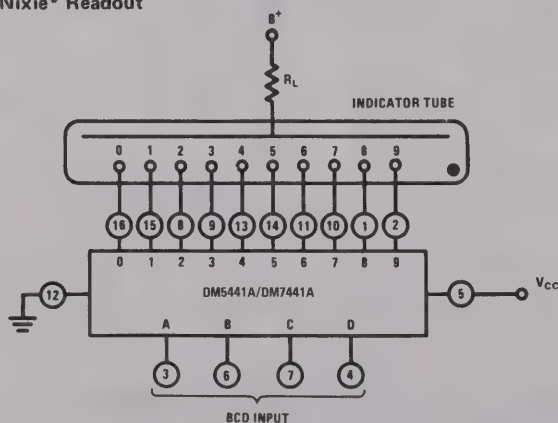 Nixie* Readout
B+
RL
INDICATOR TUBE
0 1 2 3 4 5 6 7 8 9
16 15 8 9 13 14 11 10 1 2
0 1 2 3 4 5 6 7 8 9
12
DM5441A/DM7441A
5
VCC
A B C D
3 6 7 4
BCD INPUT